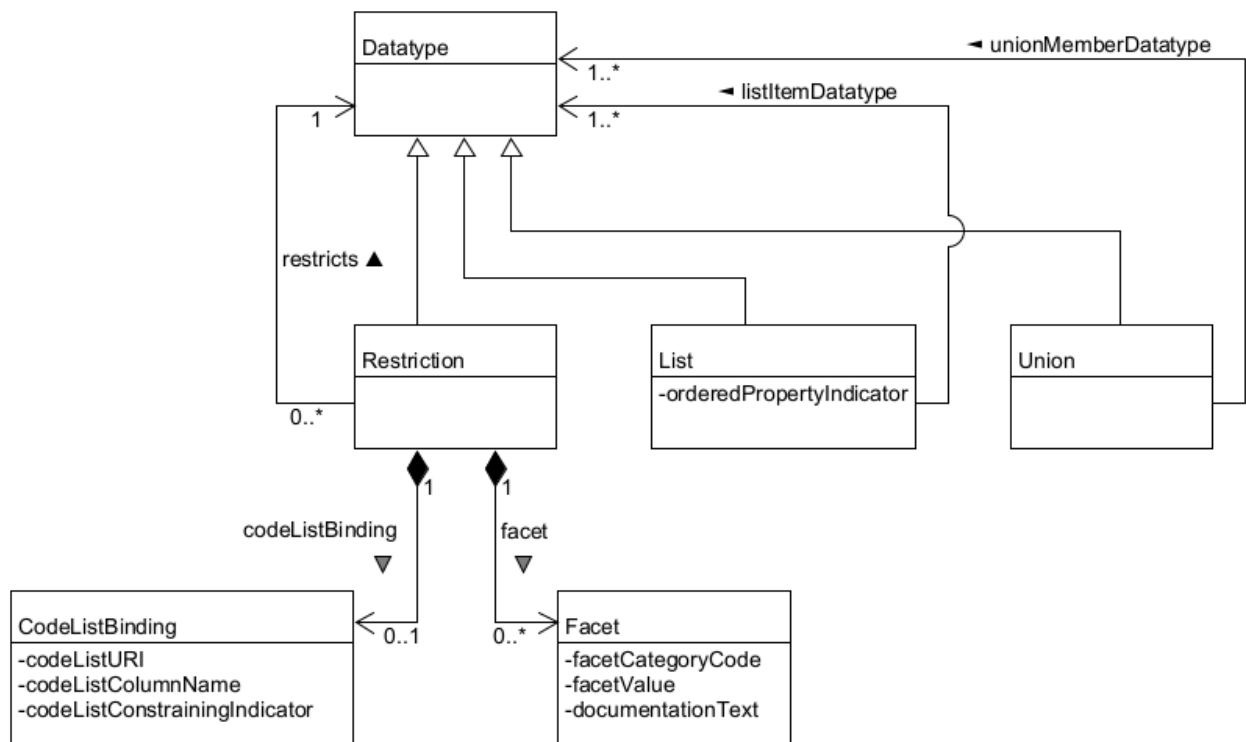 Datatype
◄ unionMemberDatatype
1..*
◄ listItemDatatype
1
1..*
restricts ▲
Restriction
List
Union
-orderedPropertyIndicator
0..*
1
1
codeListBinding
facet
▼
▼
CodeListBinding
0..1
0..*
Facet
-codeListURI
-codeListColumnName
-codeListConstrainingIndicator
-facetCategoryCode
-facetValue
-documentationText